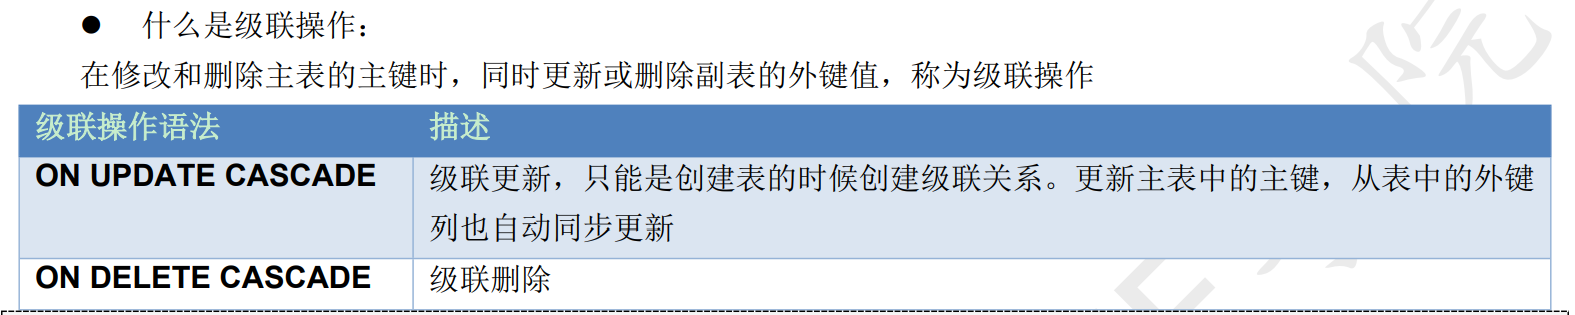 ● 什么是级联操作：
在修改和删除主表的主键时，同时更新或删除副表的外键值，称为级联操作
级联操作语法 描述
ON UPDATE CASCADE 级联更新，只能是创建表的时候创建级联关系。更新主表中的主键，从表中的外键
列也自动同步更新
ON DELETE CASCADE 级联删除
院